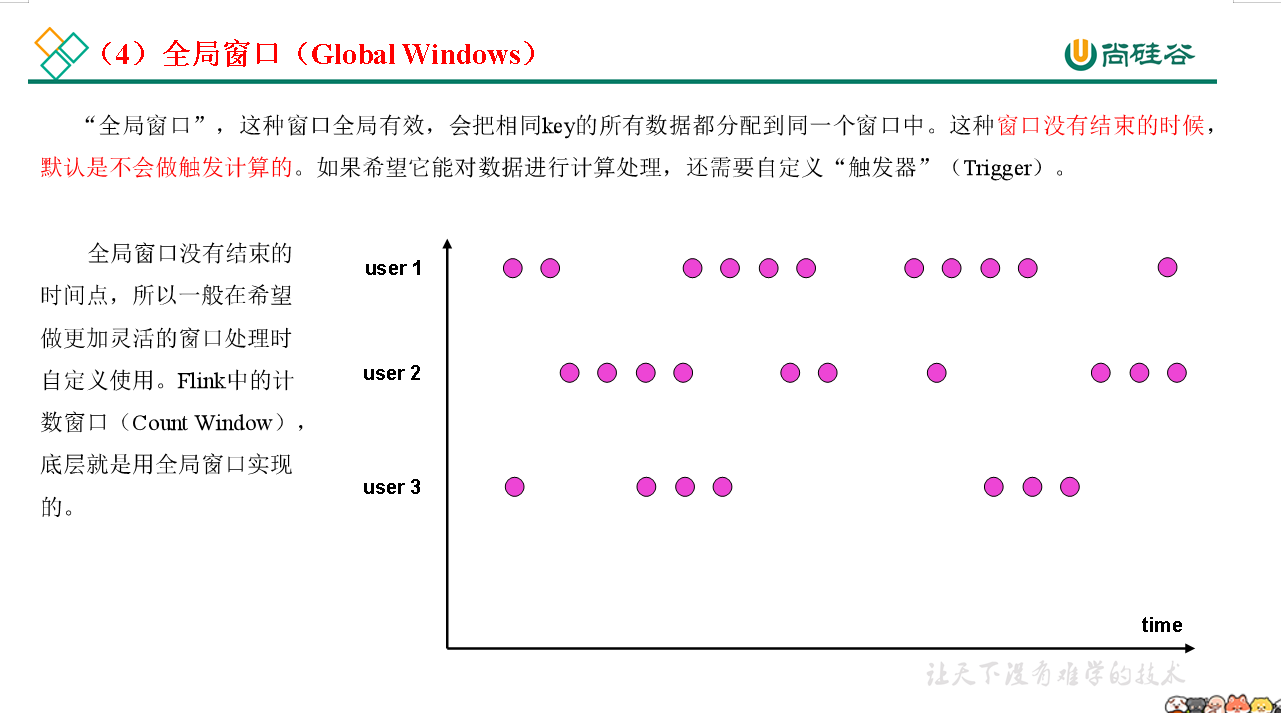 （4）全局窗口（Global Windows）
尚硅谷
“全局窗口”，这种窗口全局有效，会把相同key的所有数据都分配到同一个窗口中。这种窗口没有结束的时候，
默认是不会做触发计算的。如果希望它能对数据进行计算处理，还需要自定义“触发器”（Trigger）。
全局窗口没有结束的
时间点，所以一般在希望
做更加灵活的窗口处理时
自定义使用。Flink中的计
数窗口（Count Window），
底层就是用全局窗口实现
的。
user 1
user 2
user 3
time
让天下没有难学的技术